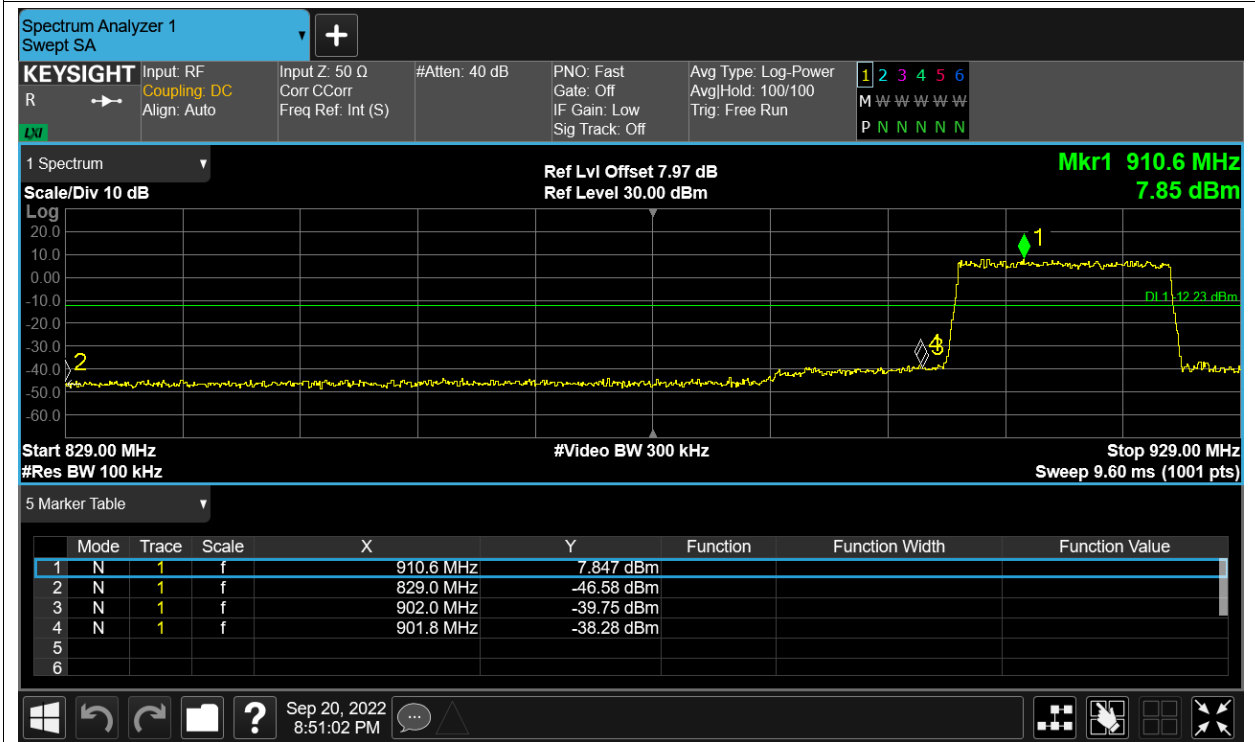 Spectrum Analyzer 1
Swept SA
+
KEYSIGHT
R
LXI
Input: RF
Coupling: DC
Align: Auto
Input Z: 50 Ω
Corr CCorr
Freq Ref: Int (S)
#Atten: 40 dB
PNO: Fast
Gate: Off
IF Gain: Low
Sig Track: Off
Avg Type: Log-Power
Avg|Hold: 100/100
Trig: Free Run
1 2 3 4 5 6
M W W W W W
P N N N N N
1 Spectrum
Scale/Div 10 dB
Ref Lvl Offset 7.97 dB
Ref Level 30.00 dBm
Mkr1 910.6 MHz
7.85 dBm
Log
20.0
10.0
0.00
-10.0
-20.0
-30.0
-40.0
-50.0
-60.0
1
DL1 -12.23 dBm
2
Start 829.00 MHz
#Res BW 100 kHz
#Video BW 300 kHz
Stop 929.00 MHz
Sweep 9.60 ms (1001 pts)
5 Marker Table
Mode Trace Scale X Y Function Function Width Function Value
1 N 1 f 910.6 MHz 7.847 dBm
2 N 1 f 829.0 MHz -46.58 dBm
3 N 1 f 902.0 MHz -39.75 dBm
4 N 1 f 901.8 MHz -38.28 dBm
5
6
?
Sep 20, 2022
8:51:02 PM